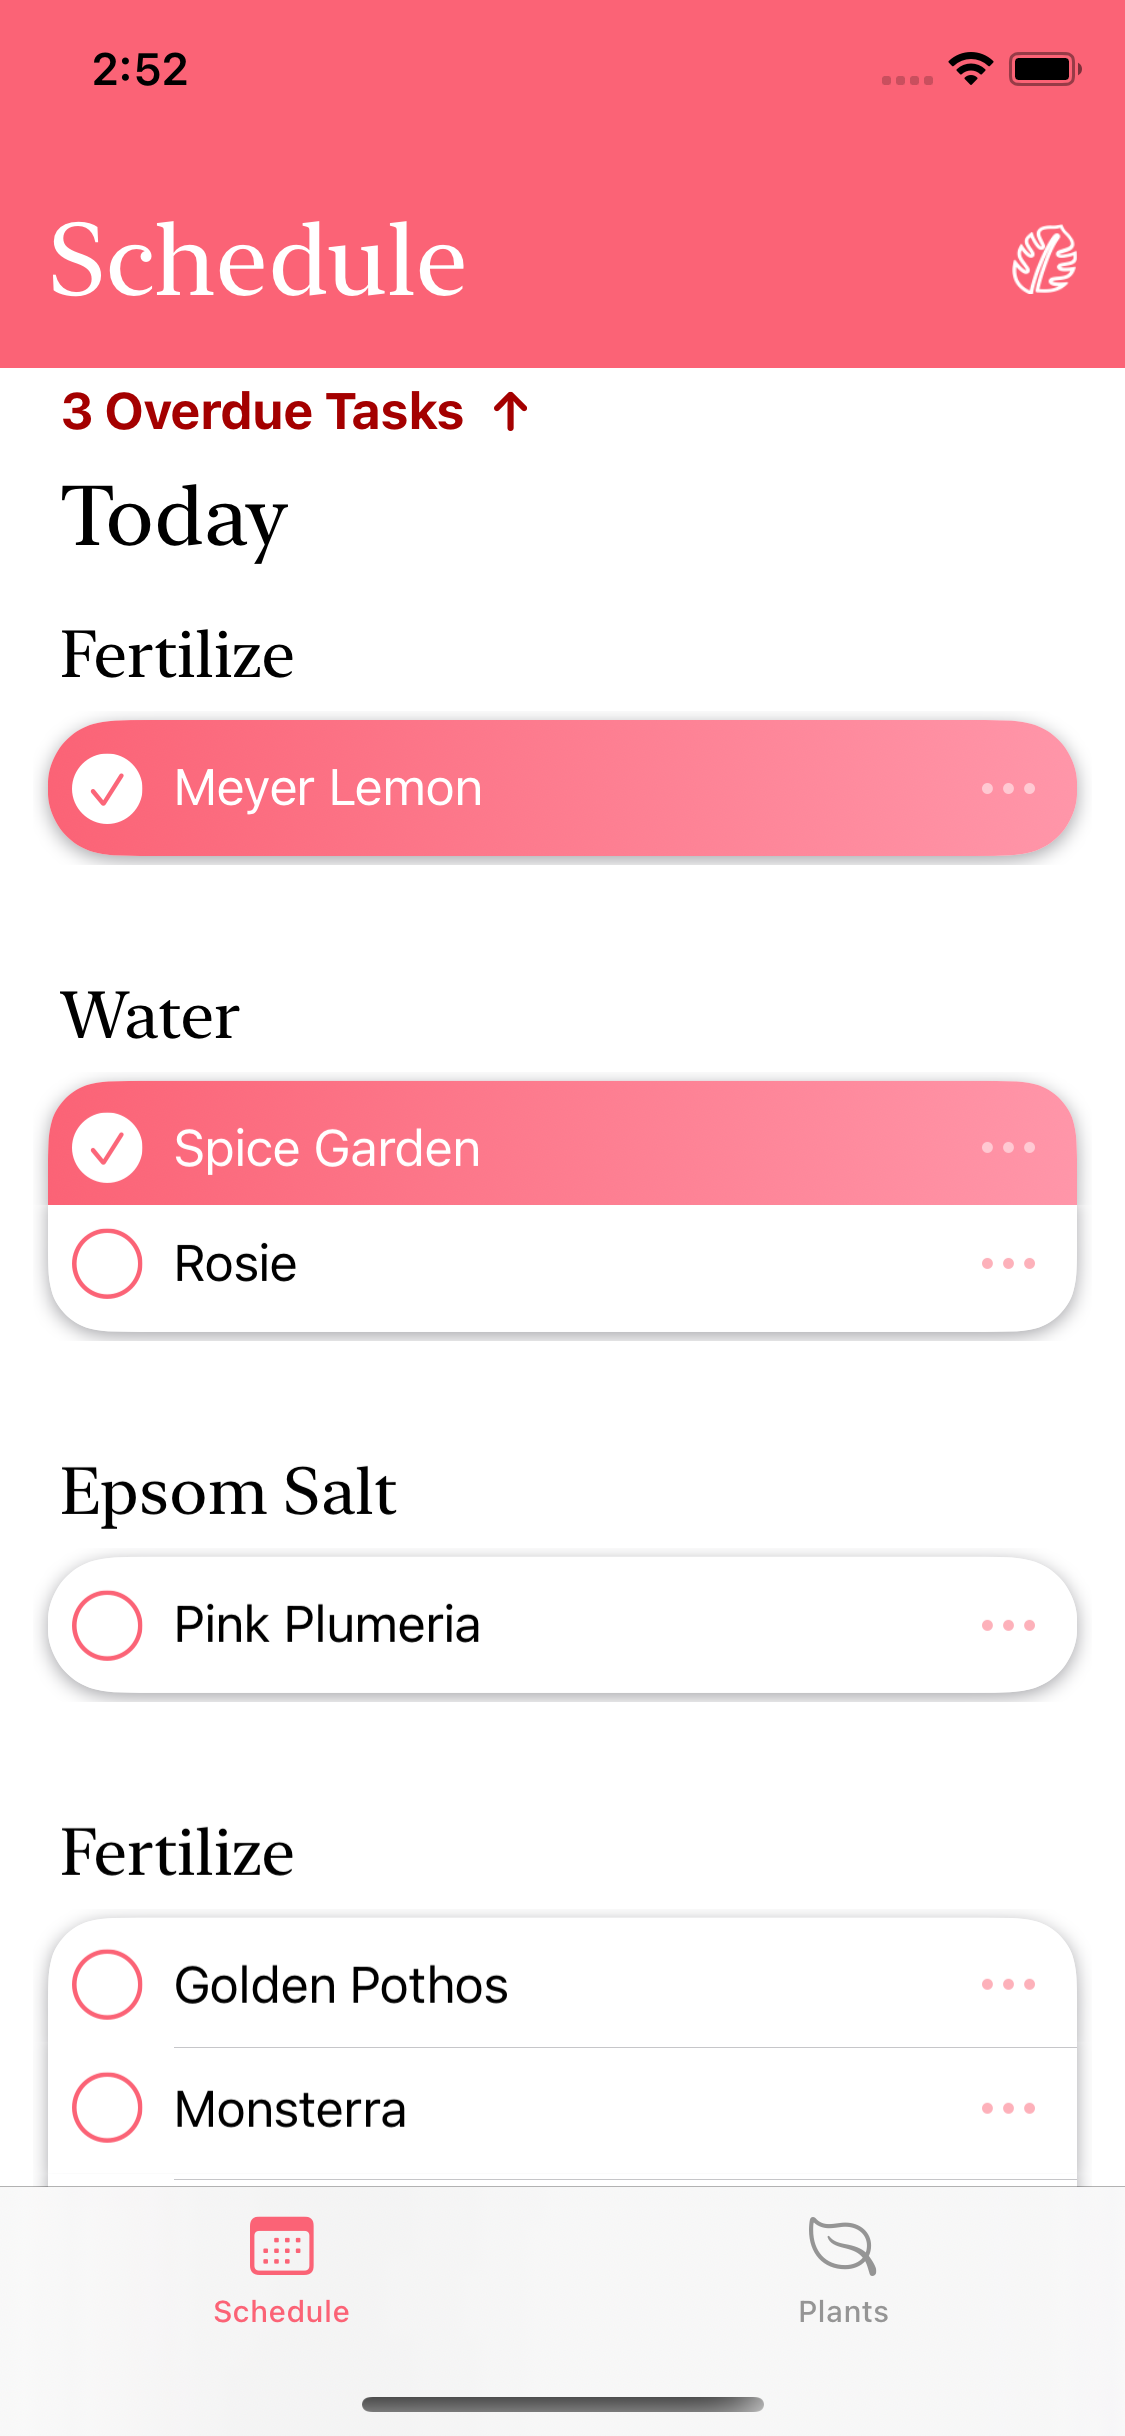 2:52
Schedule
3 Overdue Tasks ↑
Today
Fertilize
Meyer Lemon
Water
Spice Garden
Rosie
Epsom Salt
Pink Plumeria
Fertilize
Golden Pothos
Monsterra
Schedule
Plants